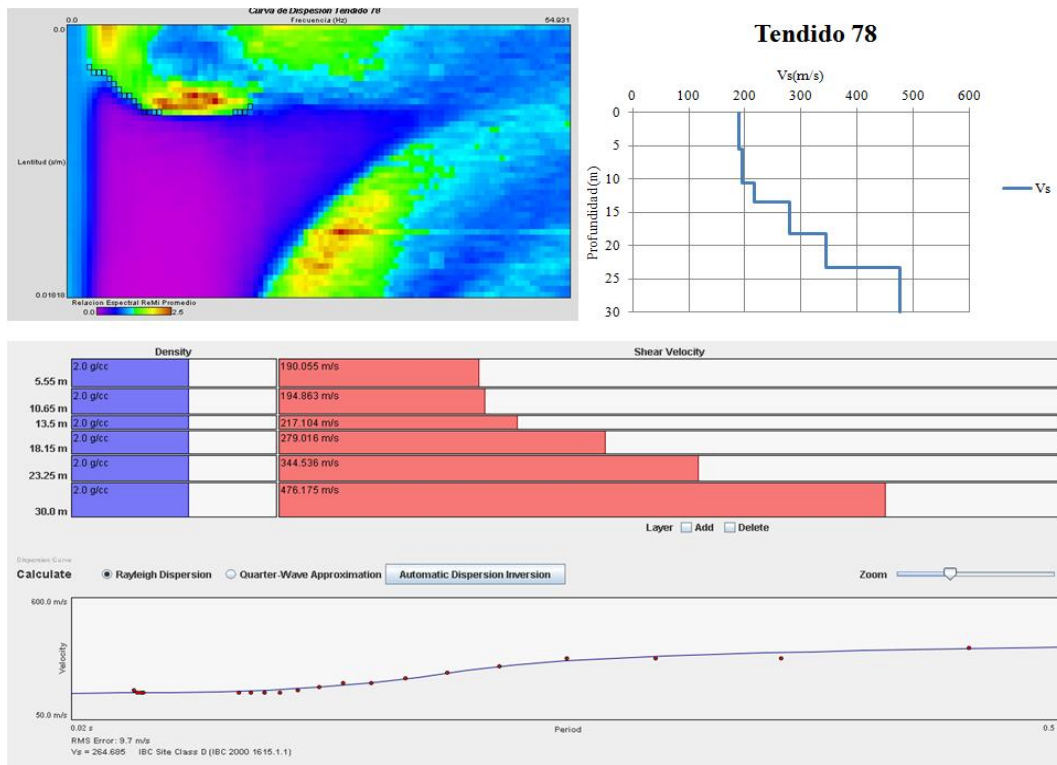 Curva de Dispesión Tendido 78
0.0 Frecuencia (Hz) 54.931
0.0
Lentitud (s/m)
0.01818
Relacion Espectral ReMi Promedio
0.0 2.5
Tendido 78
Vs(m/s)
0 100 200 300 400 500 600
0
5
10
15
20
25
30
Profundidad(m)
Vs
Density Shear Velocity
2.0 g/cc 190.055 m/s
5.55 m
2.0 g/cc 194.863 m/s
10.65 m
2.0 g/cc 217.104 m/s
13.5 m
2.0 g/cc 279.016 m/s
18.15 m
2.0 g/cc 344.536 m/s
23.25 m
2.0 g/cc 476.175 m/s
30.0 m
Layer Add Delete
Dispersion Curve
Calculate Rayleigh Dispersion Quarter-Wave Approximation Automatic Dispersion Inversion Zoom
600.0 m/s
Velocity
50.0 m/s
0.02 s Period 0.5
RMS Error: 9.7 m/s
Vs = 264.685 IBC Site Class D (IBC 2000 1615.1.1)